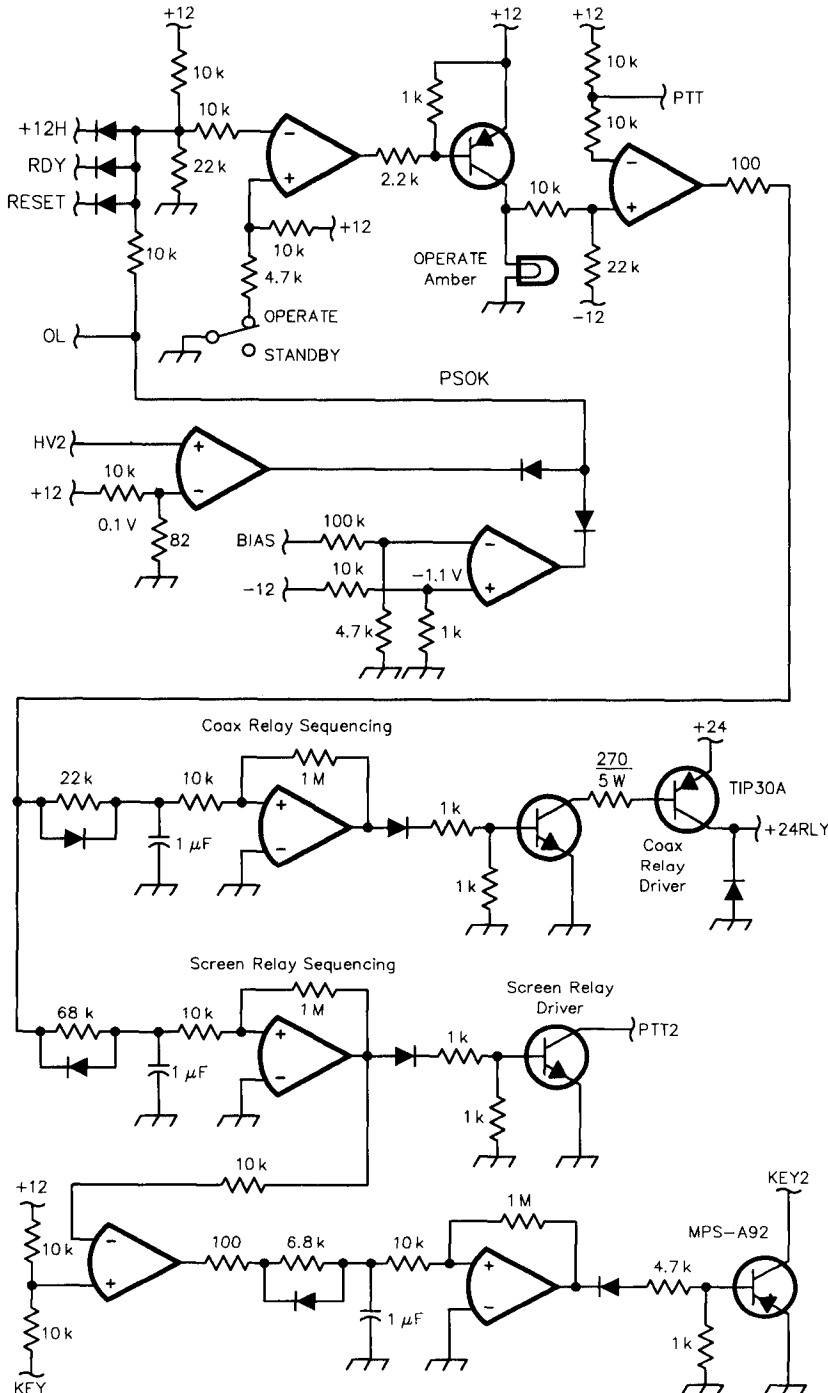 +12
+12
+12
10k
10k
1k
PTT
+12H
10k
10k
RDY
100
22k
RESET
2.2k
10k
10k
+12
10k
OPERATE
Amber
22k
4.7k
-12
OPERATE
OL
STANDBY
PSOK
HV2
10k
+12
0.1 V
82
100k
BIAS
10k
-1.1 V
-12
4.7k
1k
Coax Relay Sequencing
+24
22k
10k
1 M
270
5 W
TIP30A
1k
+24RLY
1 µF
Coax
Relay
Driver
1k
Screen Relay Sequencing
Screen Relay
Driver
68k
10k
1 M
PTT2
1k
1 µF
1k
10k
+12
KEY2
1 M
MPS-A92
10k
100
6.8k
10k
4.7k
1 µF
10k
1k
KEY